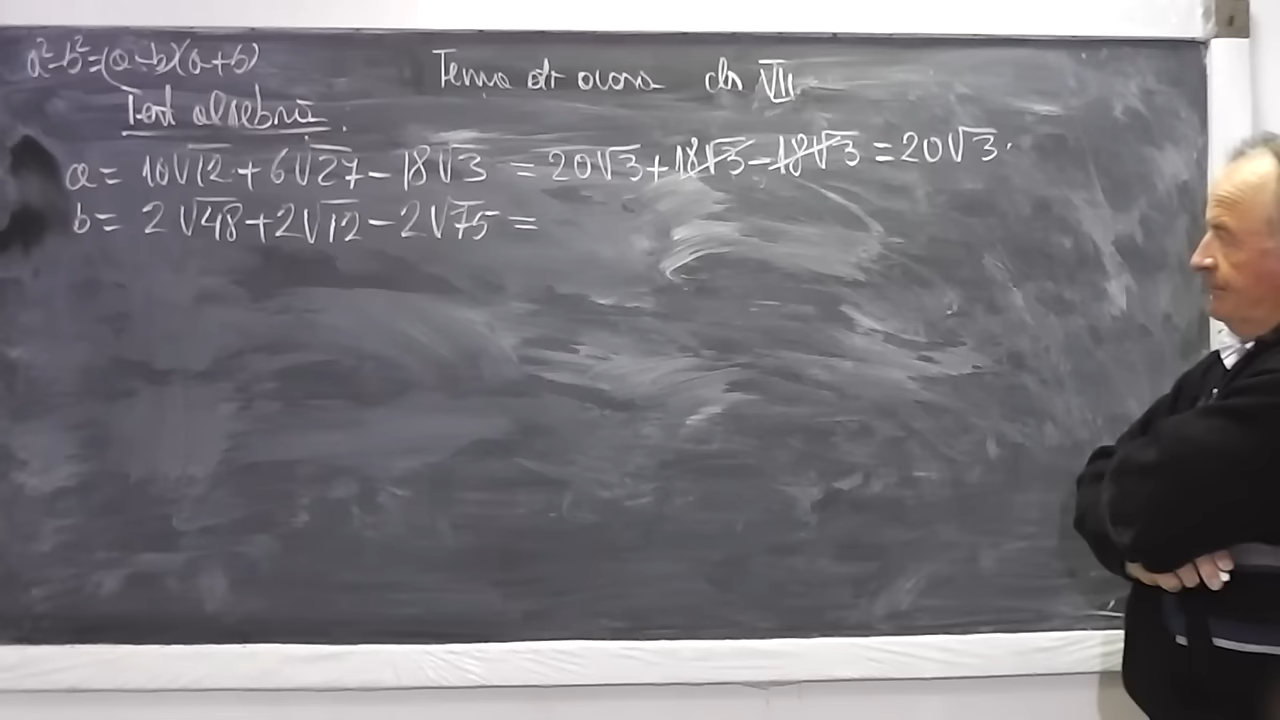 a²-b²=(a-b)(a+b)
Tema de acasa cls VII
Test algebră.
a= 10√12+6√27-18√3 = 20√3+18√3-18√3 = 20√3.
b= 2√48+2√12-2√75 =